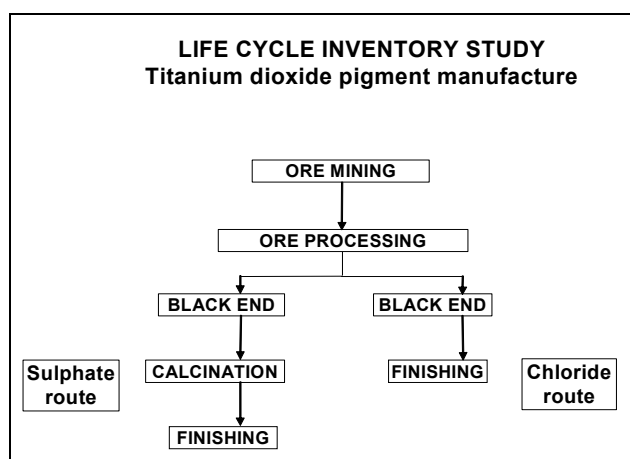 LIFE CYCLE INVENTORY STUDY
Titanium dioxide pigment manufacture
ORE MINING
ORE PROCESSING
BLACK END
BLACK END
Sulphate
route
CALCINATION
FINISHING
Chloride
route
FINISHING